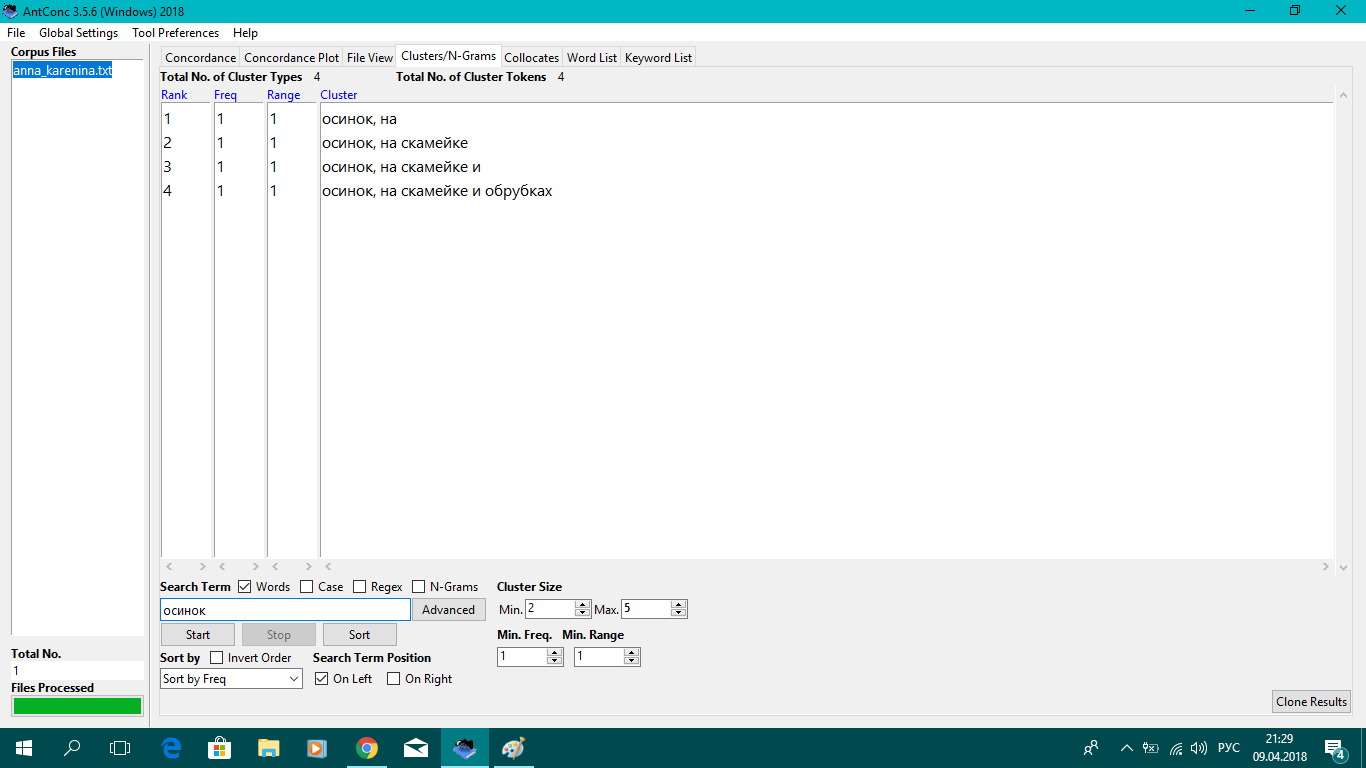 AntConc 3.5.6 (Windows) 2018
File Global Settings Tool Preferences Help
Corpus Files
anna_karenina.txt
Concordance Concordance Plot File View Clusters/N-Grams Collocates Word List Keyword List
Total No. of Cluster Types 4 Total No. of Cluster Tokens 4
Rank Freq Range Cluster
1 1 1 осинок, на
2 1 1 осинок, на скамейке
3 1 1 осинок, на скамейке и
4 1 1 осинок, на скамейке и обрубках
Search Term Words Case Regex N-Grams Cluster Size
осинок Advanced Min. 2 Max. 5
Start Stop Sort
Min. Freq. Min. Range
1 1
Total No.
1
Files Processed
Sort by Invert Order Search Term Position
Sort by Freq On Left On Right
Clone Results
РУС
21:29
09.04.2018
4